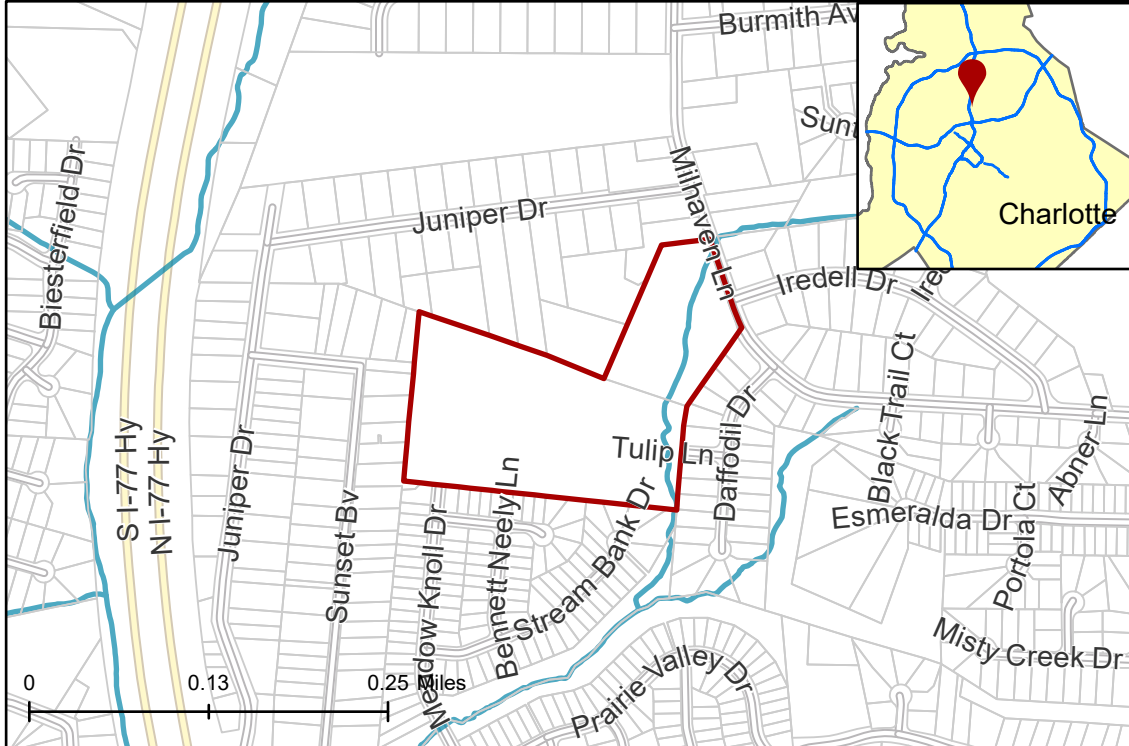 Burmith Av
Sunt
Charlotte
Biesterfield Dr
Juniper Dr
Milhaven Ln
Iredell Dr
Ired
Black Trail Ct
Abner Ln
S I-77 Hy
N I-77 Hy
Juniper Dr
Sunset Bv
Tulip Ln
Daffodil Dr
Meadow Knoll Dr
Bennett Neely Ln
Stream Bank Dr
Esmeralda Dr
Portola Ct
Misty Creek Dr
Prairie Valley Dr
0 0.13 0.25 Miles